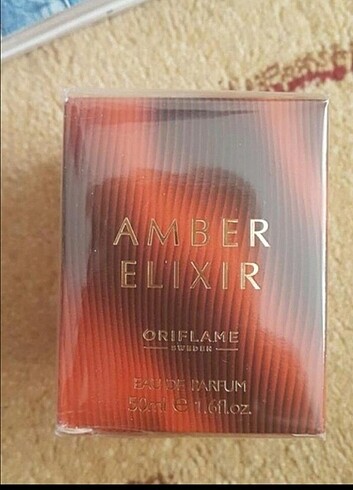 AMBER
ELIXIR
ORIFLAME
SWEDEN
EAU DE PARFUM
50ml ℮ 1.6fl.oz.